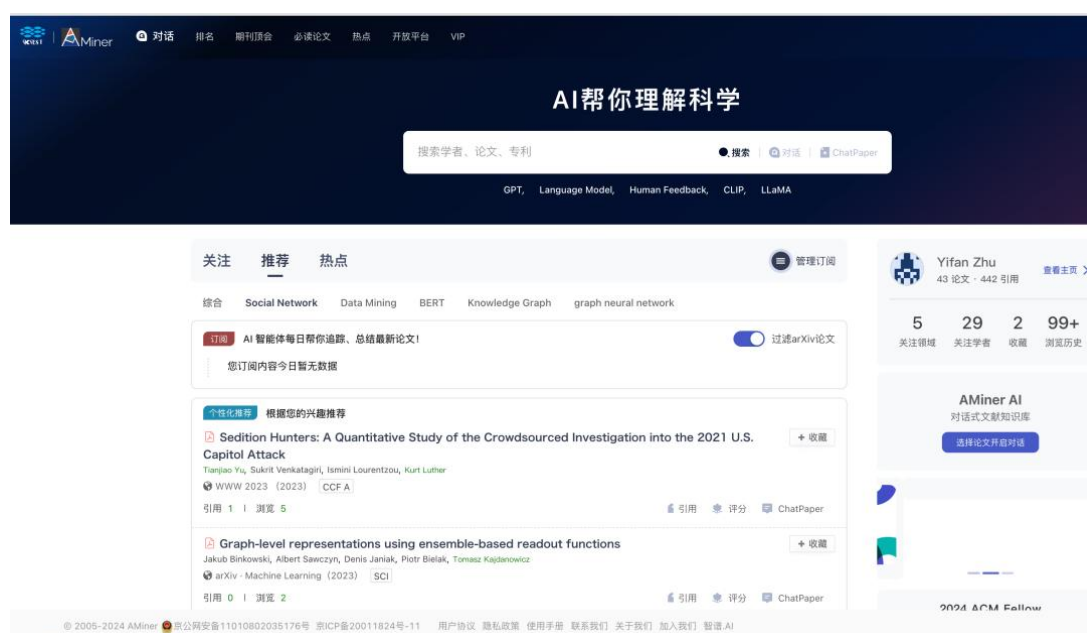 AMiner 对话 排名 期刊顶会 必读论文 热点 开放平台 VIP
AI帮你理解科学
搜索学者、论文、专利 搜索 对话 ChatPaper
GPT, Language Model, Human Feedback, CLIP, LLaMA
关注 推荐 热点 管理订阅
综合 Social Network Data Mining BERT Knowledge Graph graph neural network
订阅 AI 智能体每日帮你追踪、总结最新论文! 过滤arXiv论文
您订阅内容今日暂无数据
个性化推荐 根据您的兴趣推荐
Sedition Hunters: A Quantitative Study of the Crowdsourced Investigation into the 2021 U.S. + 收藏
Capitol Attack
Tianjiao Yu, Sukrit Venkatagiri, Ismini Lourentzou, Kurt Luther
WWW 2023 (2023) CCF A
引用 1 | 浏览 5 引用 评分 ChatPaper
Graph-level representations using ensemble-based readout functions + 收藏
Jakub Binkowski, Albert Sawczyn, Denis Janiak, Piotr Bielak, Tomasz Kajdanowicz
arXiv - Machine Learning (2023) SCI
引用 0 | 浏览 2 引用 评分 ChatPaper
Yifan Zhu
43 论文 · 442 引用 查看主页
5 29 2 99+
关注领域 关注学者 收藏 浏览历史
AMiner AI
对话式文献知识库
选择论文开启对话
2024 ACM Fellow
© 2005-2024 AMiner 京公网安备11010802035176号 京ICP备20011824号-11 用户协议 隐私政策 使用手册 联系我们 关于我们 加入我们 智谱.AI